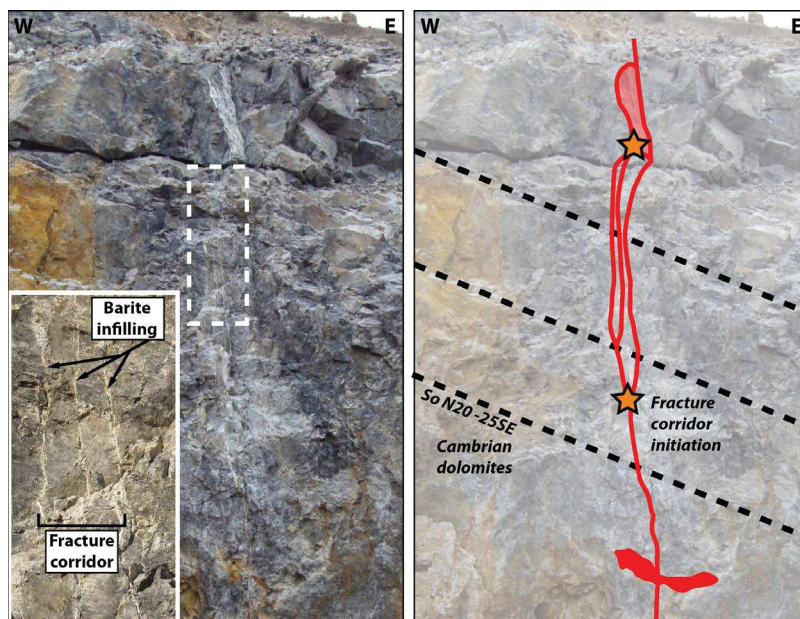 W
E
Barite
infilling
Fracture
corridor
W
E
So N20 -25SE
Cambrian
dolomites
Fracture
corridor
initiation